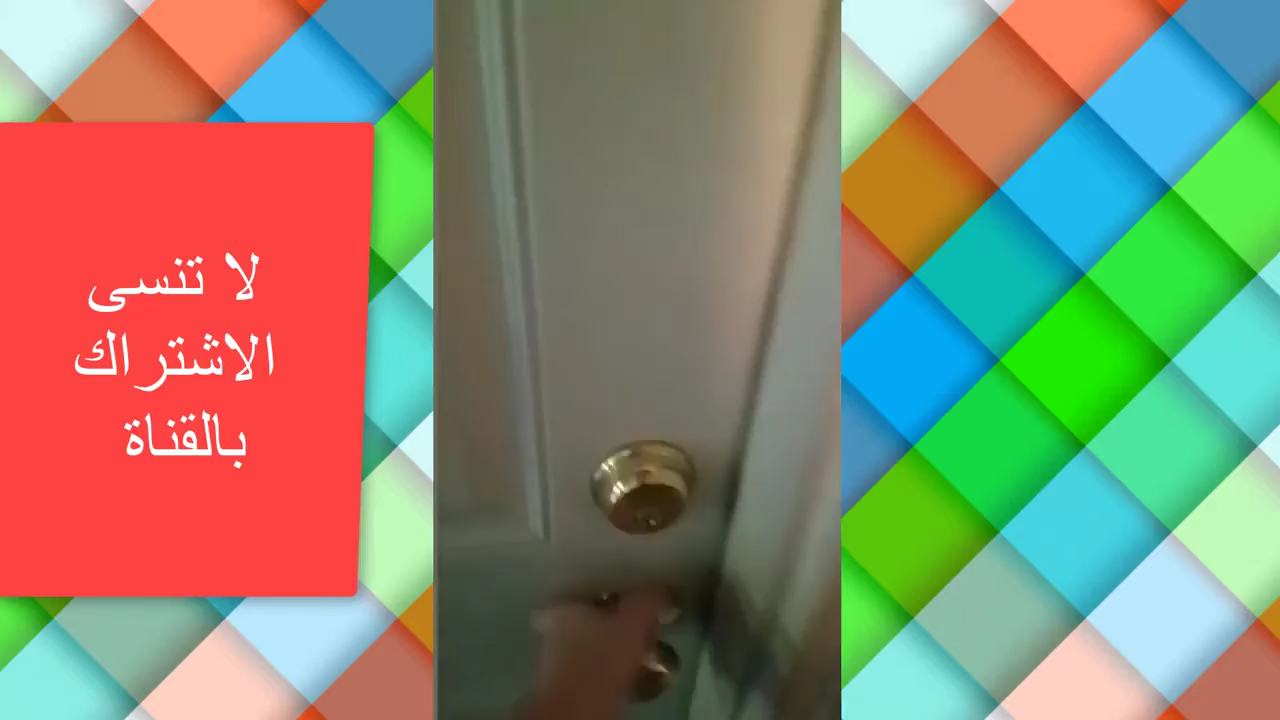 لا تنسى
الاشتراك
بالقناة